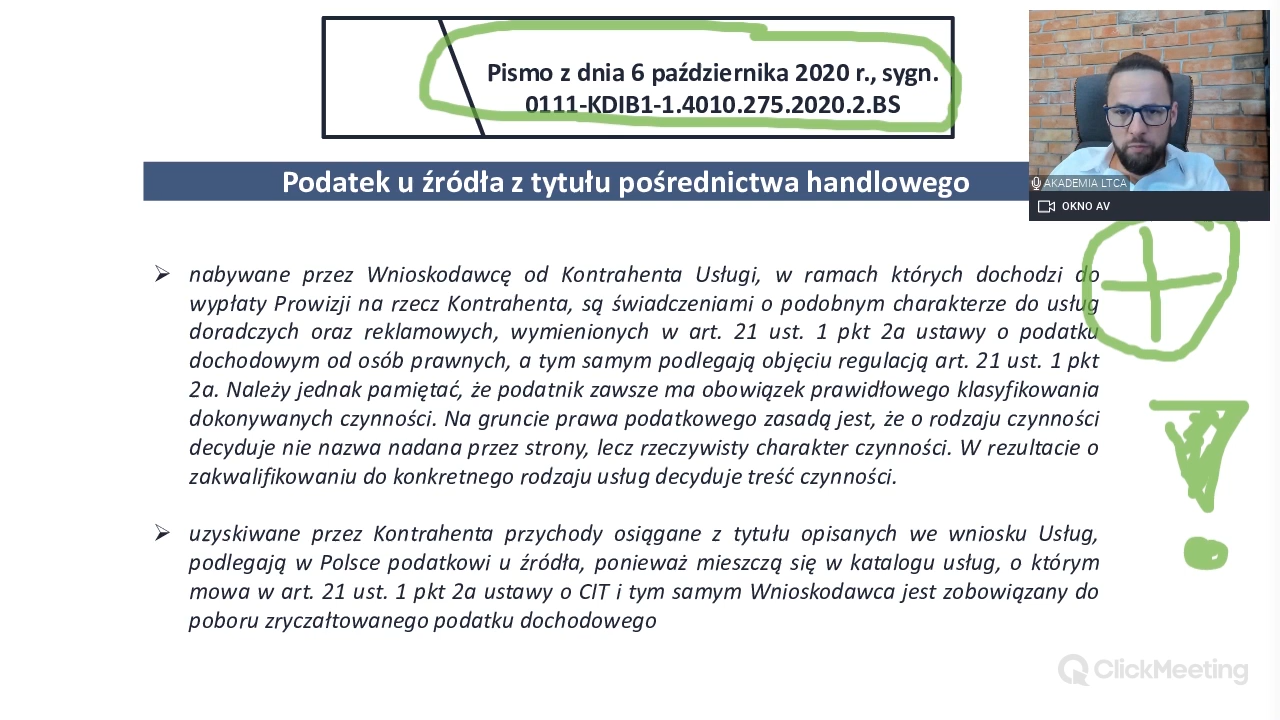 Pismo z dnia 6 października 2020 r., sygn.
0111-KDIB1-1.4010.275.2020.2.BS
Podatek u źródła z tytułu pośrednictwa handlowego
AKADEMIA LTCA
OKNO AV
nabywane przez Wnioskodawcę od Kontrahenta Usługi, w ramach których dochodzi do
wypłaty Prowizji na rzecz Kontrahenta, są świadczeniami o podobnym charakterze do usług
doradczych oraz reklamowych, wymienionych w art. 21 ust. 1 pkt 2a ustawy o podatku
dochodowym od osób prawnych, a tym samym podlegają objęciu regulacją art. 21 ust. 1 pkt
2a. Należy jednak pamiętać, że podatnik zawsze ma obowiązek prawidłowego klasyfikowania
dokonywanych czynności. Na gruncie prawa podatkowego zasadą jest, że o rodzaju czynności
decyduje nie nazwa nadana przez strony, lecz rzeczywisty charakter czynności. W rezultacie o
zakwalifikowaniu do konkretnego rodzaju usług decyduje treść czynności.
uzyskiwane przez Kontrahenta przychody osiągane z tytułu opisanych we wniosku Usług,
podlegają w Polsce podatkowi u źródła, ponieważ mieszczą się w katalogu usług, o którym
mowa w art. 21 ust. 1 pkt 2a ustawy o CIT i tym samym Wnioskodawca jest zobowiązany do
poboru zryczałtowanego podatku dochodowego
ClickMeeting